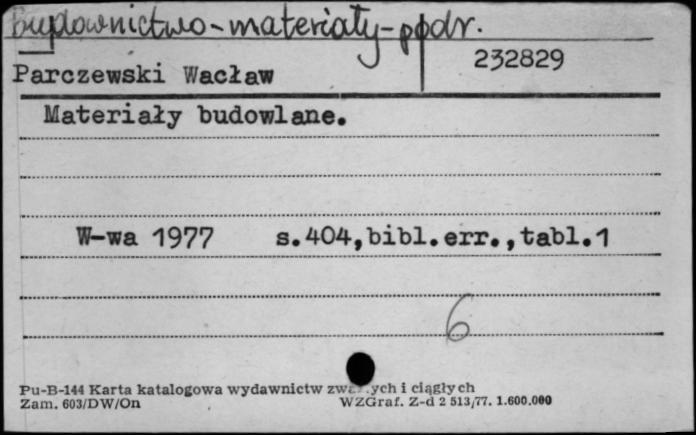 Budownictwo-materiały-podr.
232829
Parczewski Wacław
Materiały budowlane.
W-wa 1977 s.404,bibl.err.,tabl.1
6
Pu-B-144 Karta katalogowa wydawnictw i ciągłych
Zam. 603/DW/On WZGraf. Z-d 2 513/77. 1.600.000